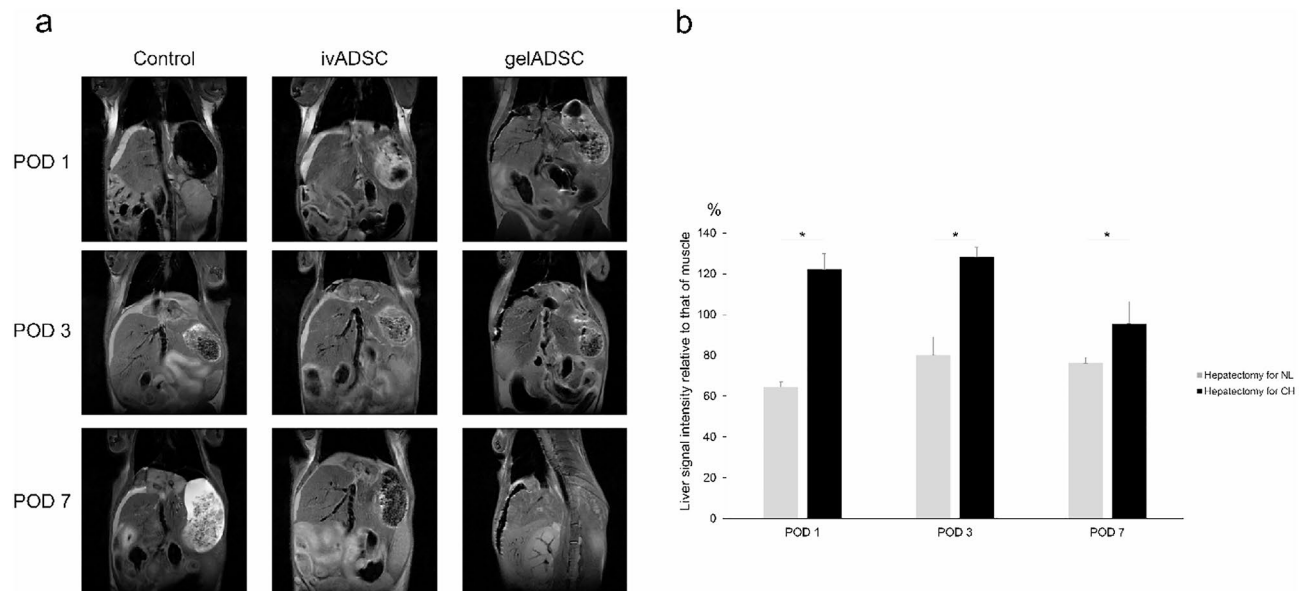 a
Control
ivADSC
gelADSC
POD 1
POD 3
POD 7
b
%
Liver signal intensity relative to that of muscle
140
120
100
80
60
40
20
0
*
*
*
POD 1
POD 3
POD 7
Hepatectomy for NL
Hepatectomy for CH